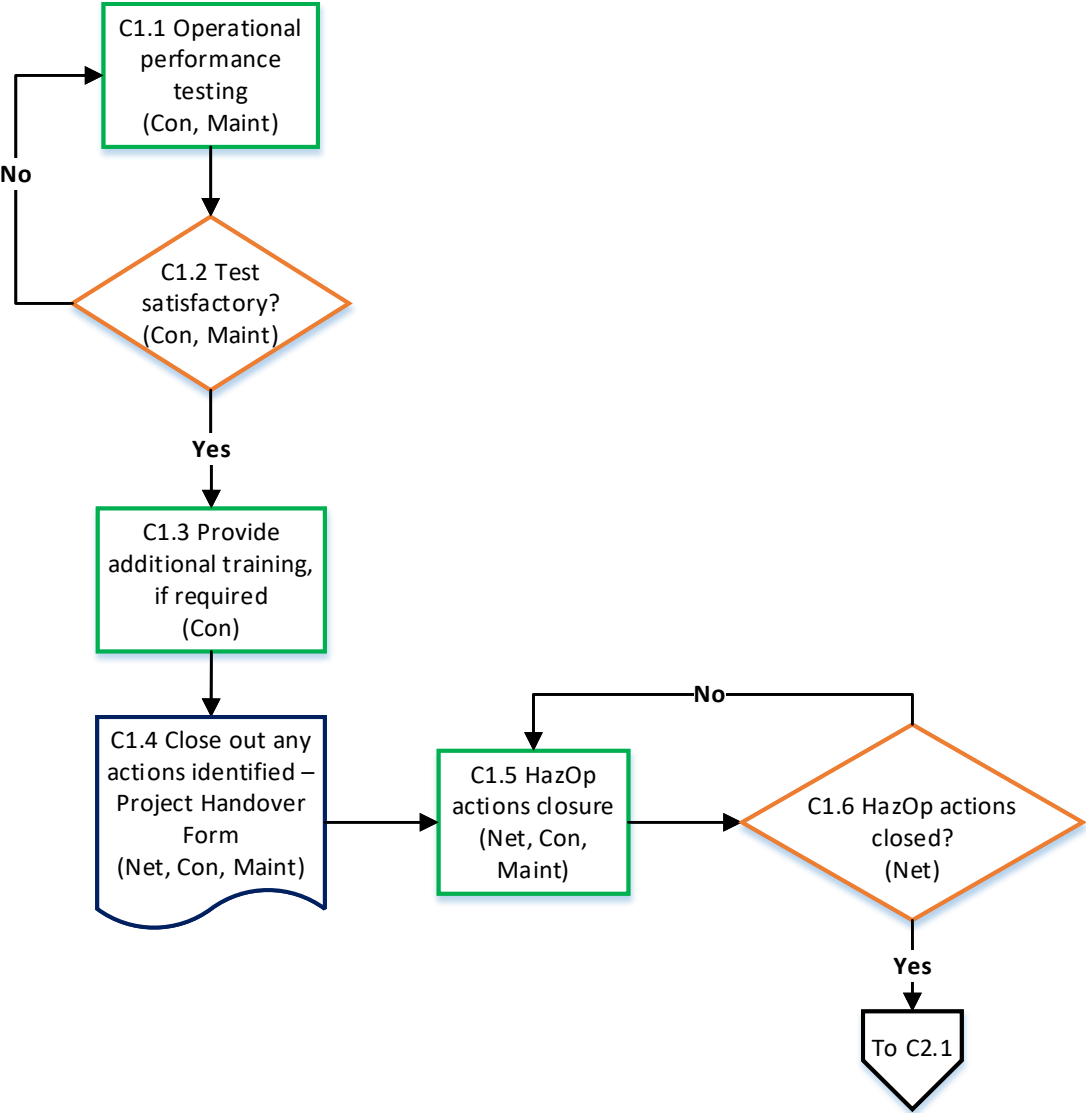 C1.1 Operational
performance
testing
(Con, Maint)
No
C1.2 Test
satisfactory?
(Con, Maint)
Yes
C1.3 Provide
additional training,
if required
(Con)
C1.4 Close out any
actions identified –
Project Handover
Form
(Net, Con, Maint)
C1.5 HazOp
actions closure
(Net, Con,
Maint)
No
C1.6 HazOp actions
closed?
(Net)
Yes
To C2.1